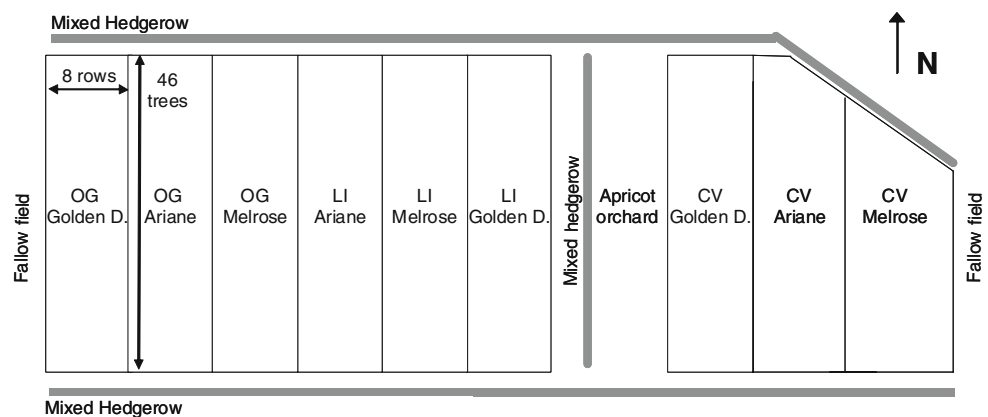 Mixed Hedgerow
N
8 rows
46
trees
Fallow field
OG
Golden D.
OG
Ariane
OG
Melrose
LI
Ariane
LI
Melrose
LI
Golden D.
Mixed hedgerow
Apricot
orchard
CV
Golden D.
CV
Ariane
CV
Melrose
Fallow field
Mixed Hedgerow